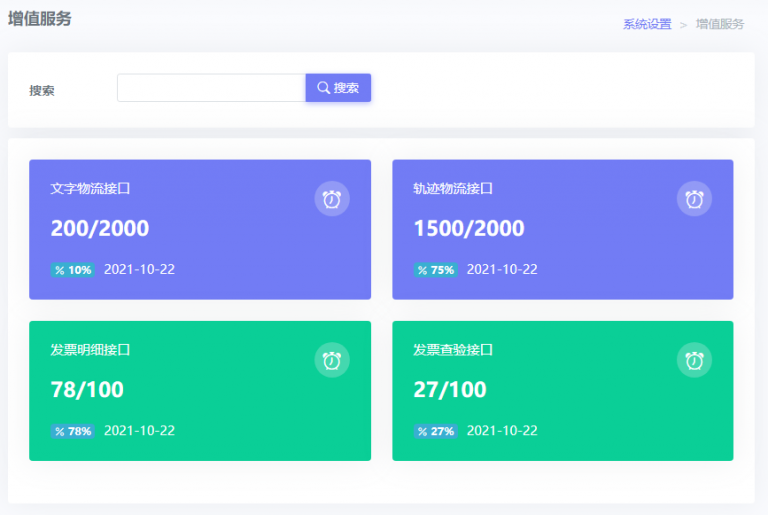 增值服务
系统设置 > 增值服务
搜索
搜索
文字物流接口
200/2000
% 10% 2021-10-22
轨迹物流接口
1500/2000
% 75% 2021-10-22
发票明细接口
78/100
% 78% 2021-10-22
发票查验接口
27/100
% 27% 2021-10-22